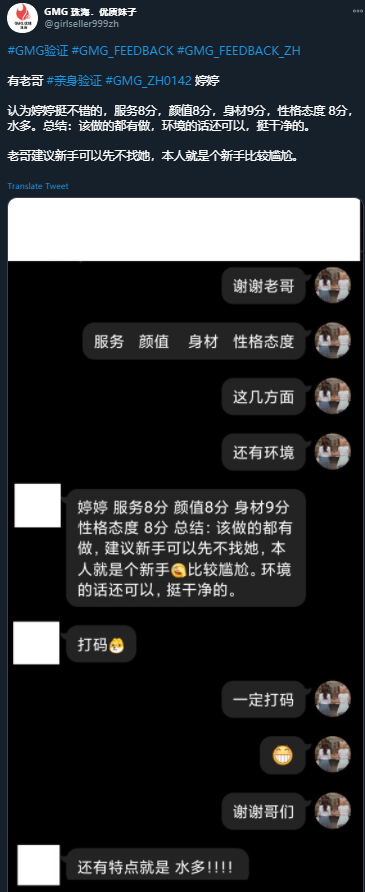 GMG 珠海．优质妹子
@girlseller999zh
#GMG验证 #GMG_FEEDBACK #GMG_FEEDBACK_ZH
有老哥 #亲身验证 #GMG_ZH0142 婷婷
认为婷婷挺不错的，服务8分，颜值8分，身材9分，性格态度 8分，
水多。总结：该做的都有做，环境的话还可以，挺干净的。
老哥建议新手可以先不找她，本人就是个新手比较尴尬。
Translate Tweet
谢谢老哥
服务 颜值 身材 性格态度
这几方面
还有环境
婷婷 服务8分 颜值8分 身材9分
性格态度 8分 总结：该做的都有
做，建议新手可以先不找她，本
人就是个新手比较尴尬。环境
的话还可以，挺干净的。
打码
一定打码
谢谢哥们
还有特点就是 水多!!!!